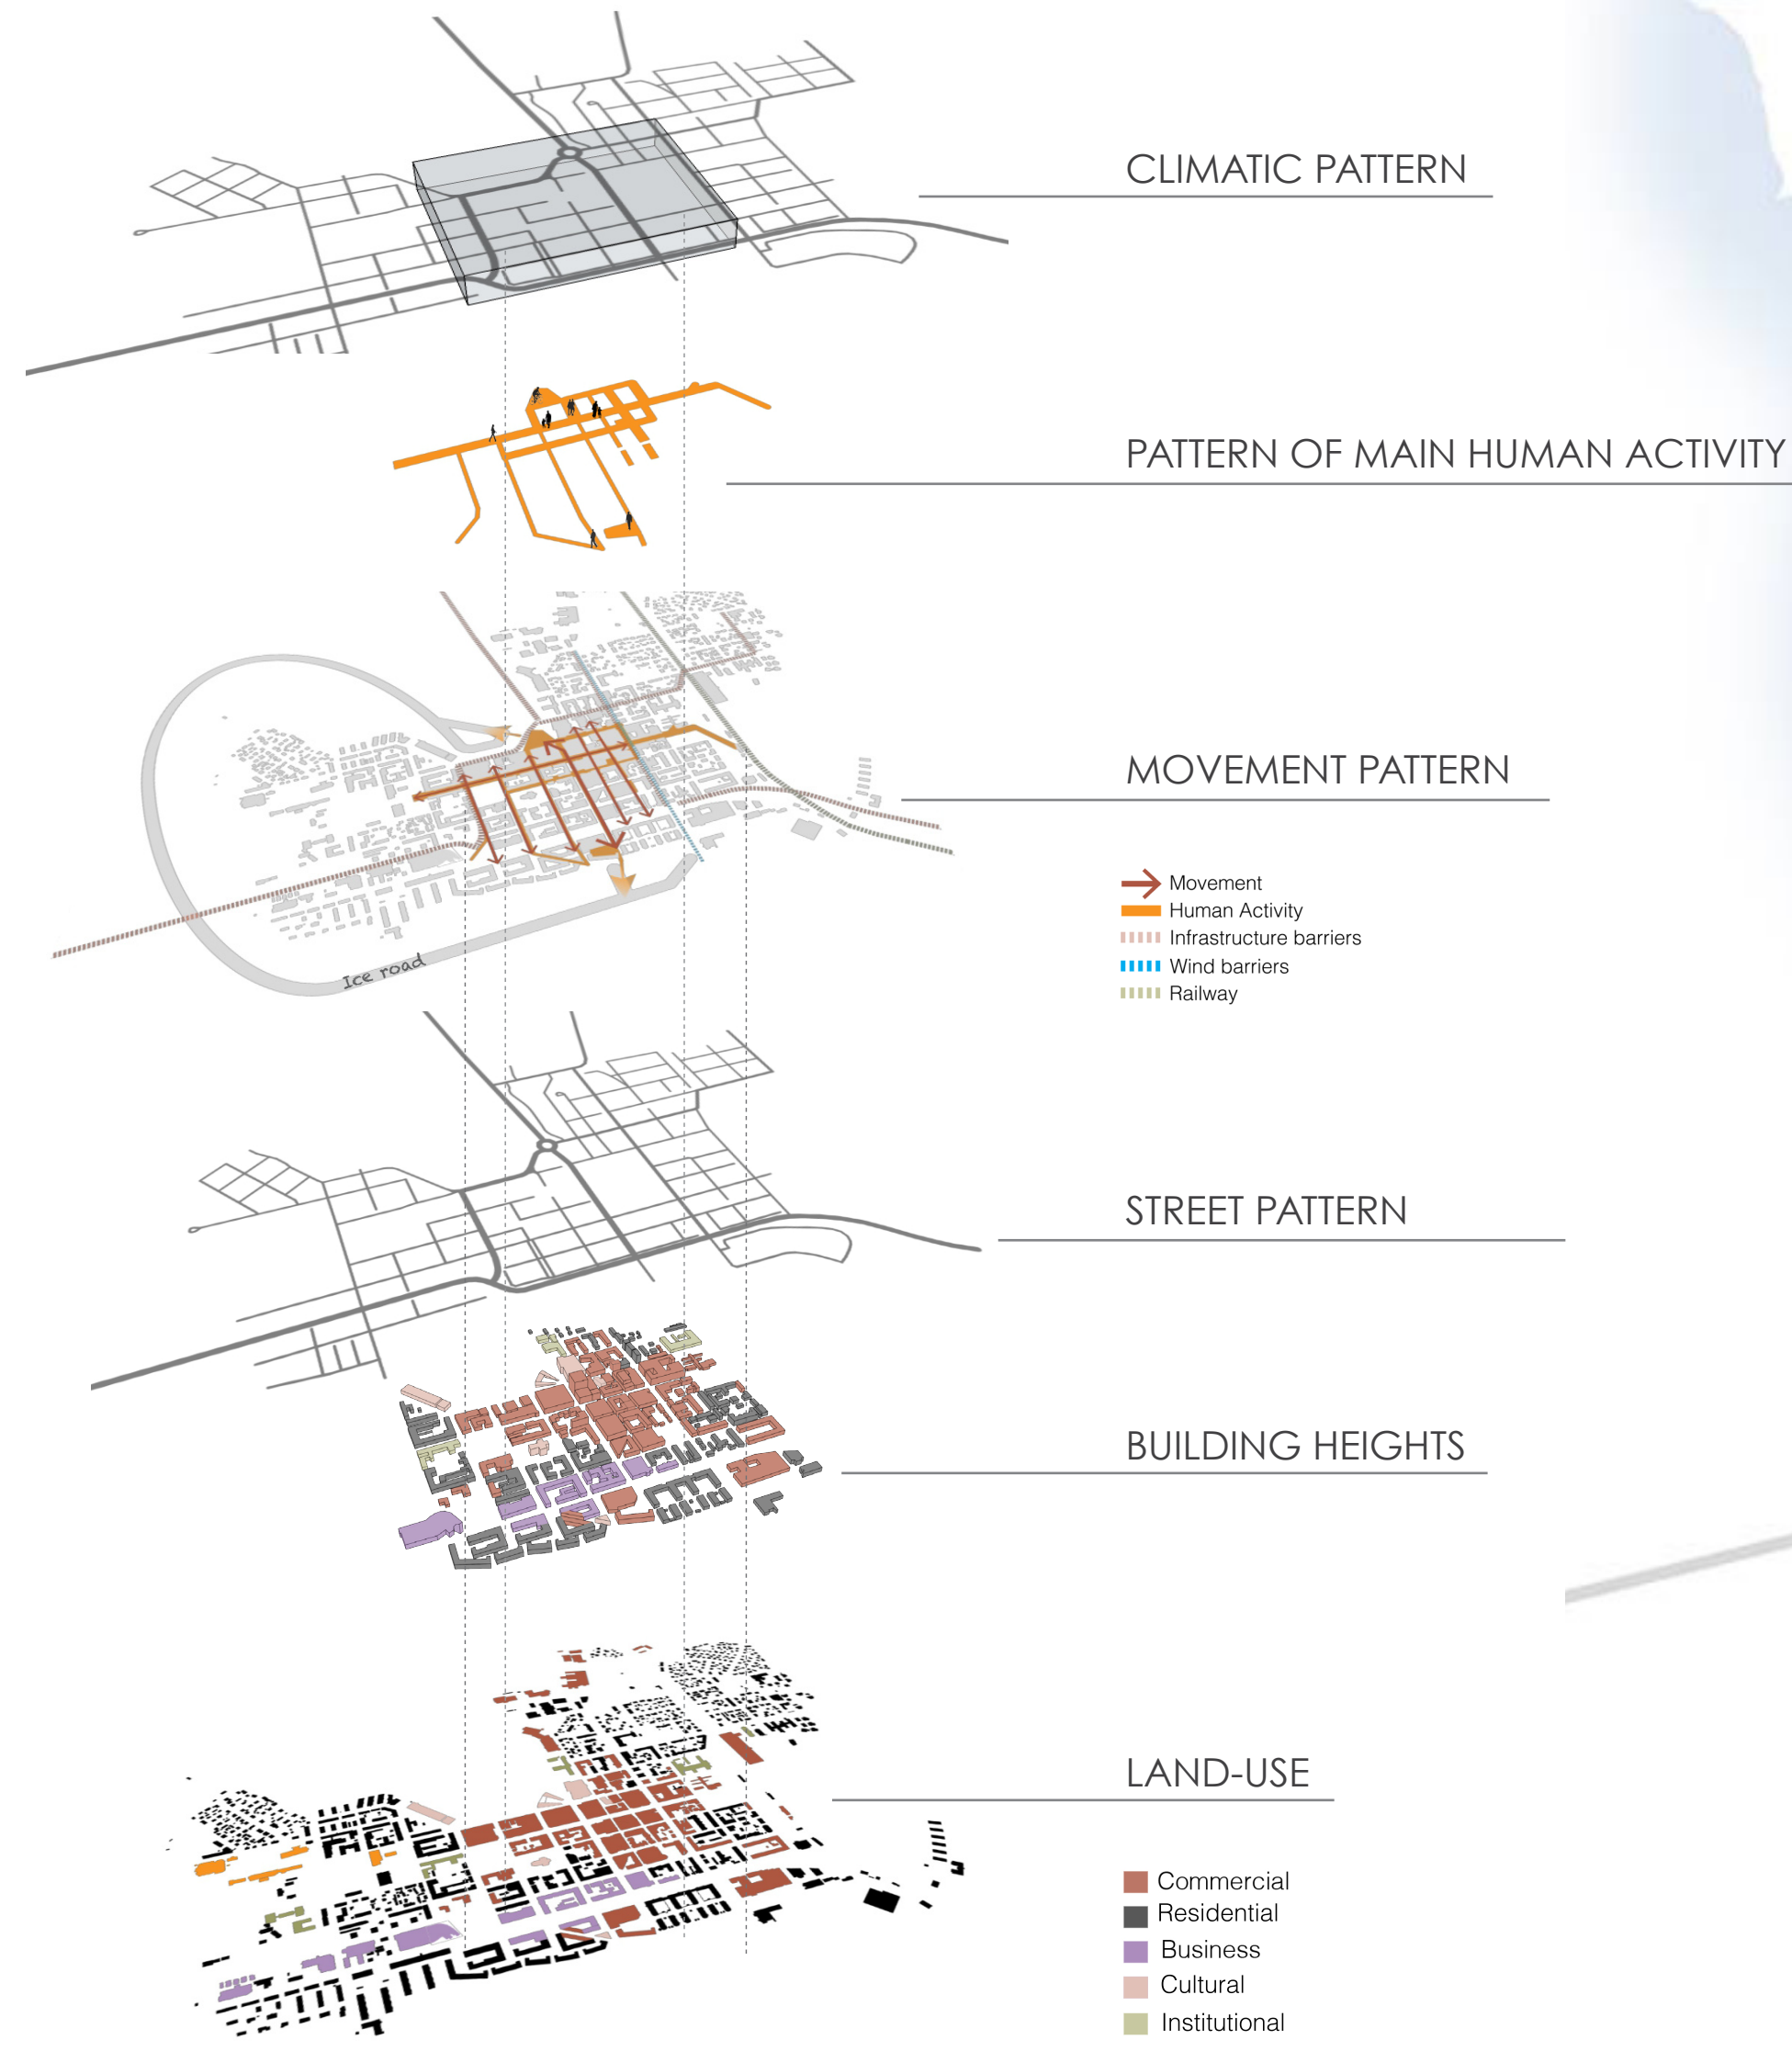 CLIMATIC PATTERN
PATTERN OF MAIN HUMAN ACTIVITY
MOVEMENT PATTERN
Movement
Human Activity
Infrastructure barriers
Wind barriers
Railway
Ice road
STREET PATTERN
BUILDING HEIGHTS
LAND-USE
Commercial
Residential
Business
Cultural
Institutional